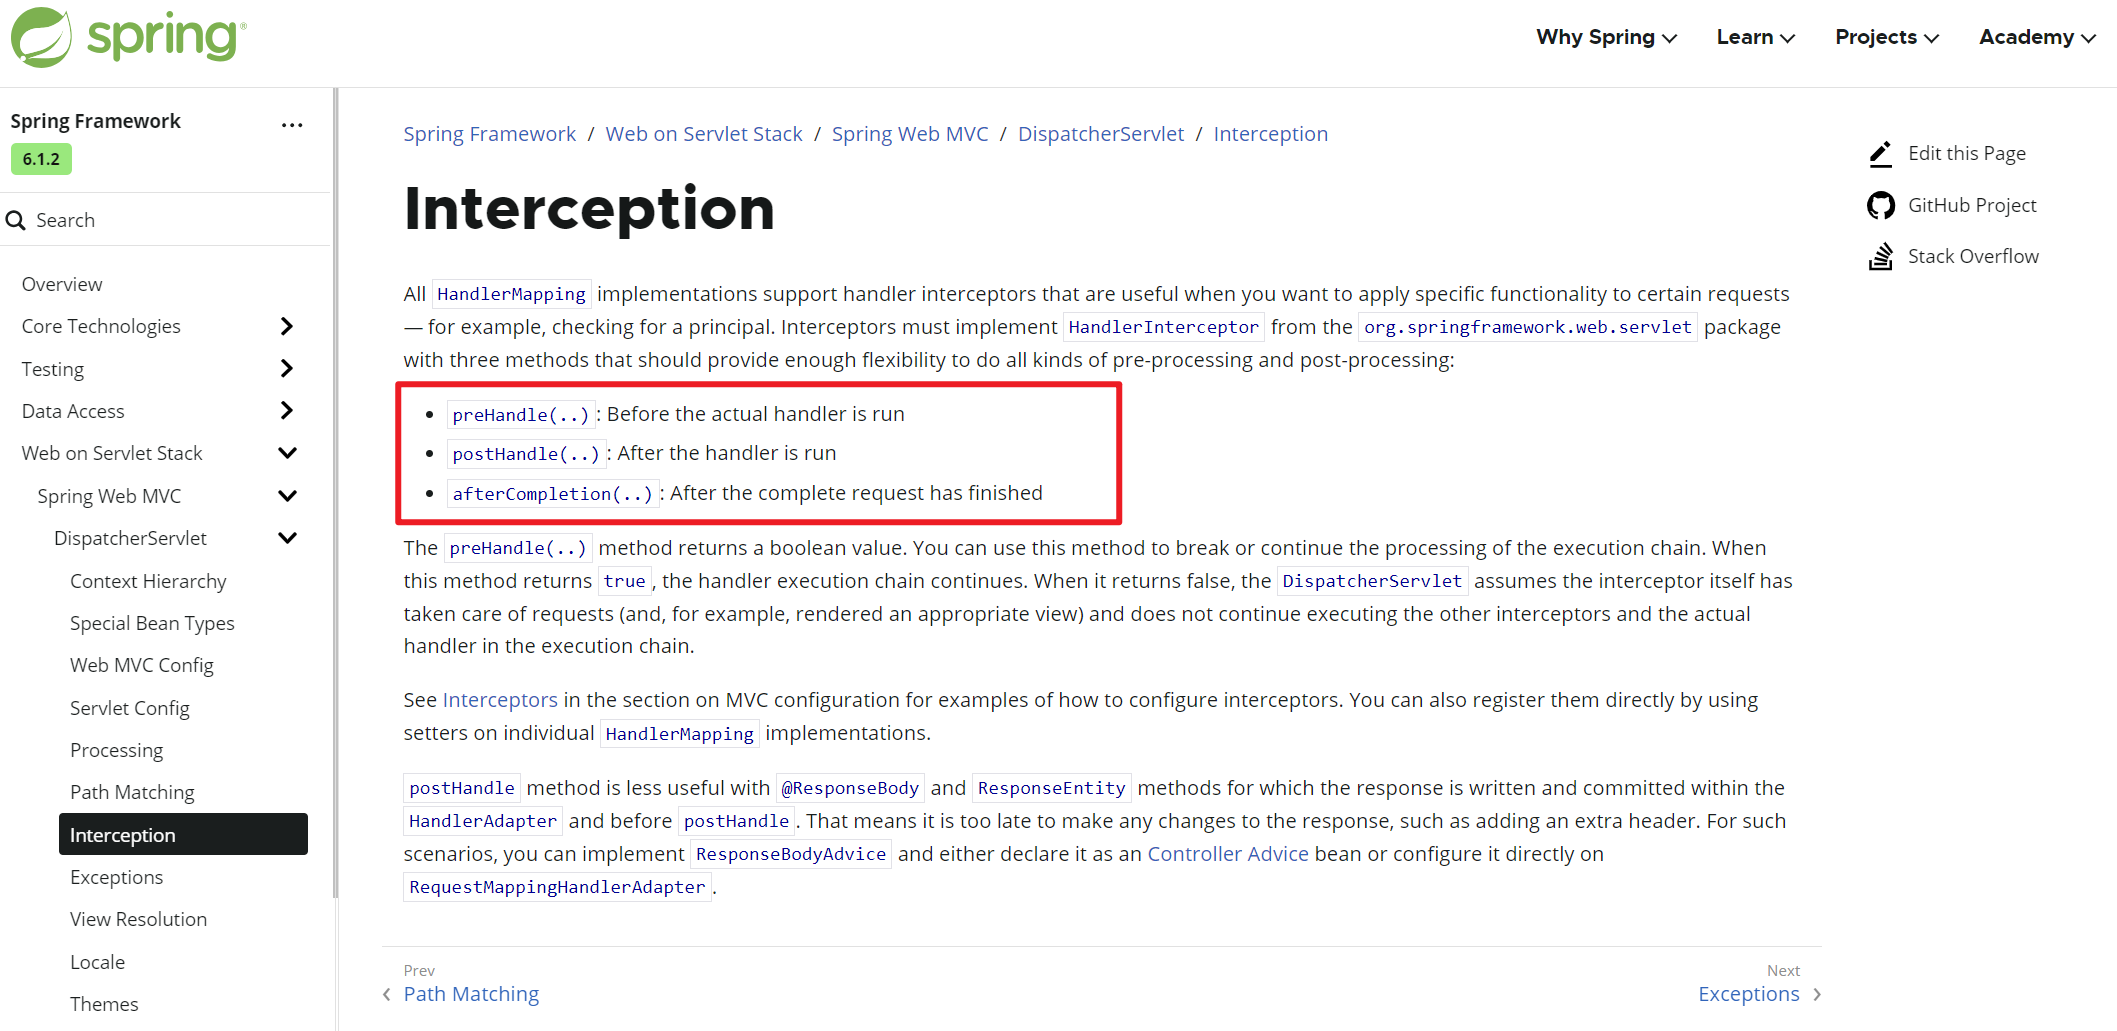 spring
Why Spring
Learn
Projects
Academy
Spring Framework
...
6.1.2
Search
Overview
Core Technologies
Testing
Data Access
Web on Servlet Stack
Spring Web MVC
DispatcherServlet
Context Hierarchy
Special Bean Types
Web MVC Config
Servlet Config
Processing
Path Matching
Interception
Exceptions
View Resolution
Locale
Themes
Spring Framework / Web on Servlet Stack / Spring Web MVC / DispatcherServlet / Interception
Interception
All HandlerMapping implementations support handler interceptors that are useful when you want to apply specific functionality to certain requests
— for example, checking for a principal. Interceptors must implement HandlerInterceptor from the org.springframework.web.servlet package
with three methods that should provide enough flexibility to do all kinds of pre-processing and post-processing:
• preHandle(..): Before the actual handler is run
• postHandle(..): After the handler is run
• afterCompletion(..): After the complete request has finished
The preHandle(..) method returns a boolean value. You can use this method to break or continue the processing of the execution chain. When
this method returns true, the handler execution chain continues. When it returns false, the DispatcherServlet assumes the interceptor itself has
taken care of requests (and, for example, rendered an appropriate view) and does not continue executing the other interceptors and the actual
handler in the execution chain.
See Interceptors in the section on MVC configuration for examples of how to configure interceptors. You can also register them directly by using
setters on individual HandlerMapping implementations.
postHandle method is less useful with @ResponseBody and ResponseEntity methods for which the response is written and committed within the
HandlerAdapter and before postHandle. That means it is too late to make any changes to the response, such as adding an extra header. For such
scenarios, you can implement ResponseBodyAdvice and either declare it as an Controller Advice bean or configure it directly on
RequestMappingHandlerAdapter.
Prev
Path Matching
Next
Exceptions
Edit this Page
GitHub Project
Stack Overflow